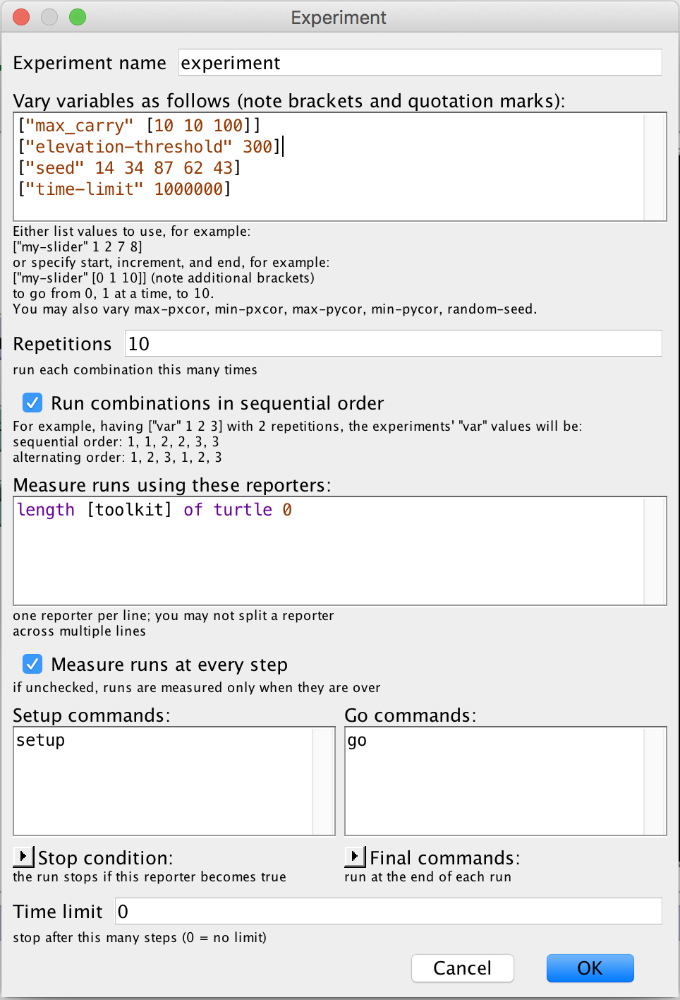 Experiment
Experiment name experiment
Vary variables as follows (note brackets and quotation marks):
["max_carry" [10 10 100]]
["elevation-threshold" 300]
["seed" 14 34 87 62 43]
["time-limit" 1000000]
Either list values to use, for example:
["my-slider" 1 2 7 8]
or specify start, increment, and end, for example:
["my-slider" [0 1 10]] (note additional brackets)
to go from 0, 1 at a time, to 10.
You may also vary max-pxcor, min-pxcor, max-pycor, min-pycor, random-seed.
Repetitions 10
run each combination this many times
Run combinations in sequential order
For example, having ["var" 1 2 3] with 2 repetitions, the experiments' "var" values will be:
sequential order: 1, 1, 2, 2, 3, 3
alternating order: 1, 2, 3, 1, 2, 3
Measure runs using these reporters:
length [toolkit] of turtle 0
one reporter per line; you may not split a reporter
across multiple lines
Measure runs at every step
if unchecked, runs are measured only when they are over
Setup commands:
setup
Go commands:
go
Stop condition:
the run stops if this reporter becomes true
Final commands:
run at the end of each run
Time limit 0
stop after this many steps (0 = no limit)
Cancel
OK